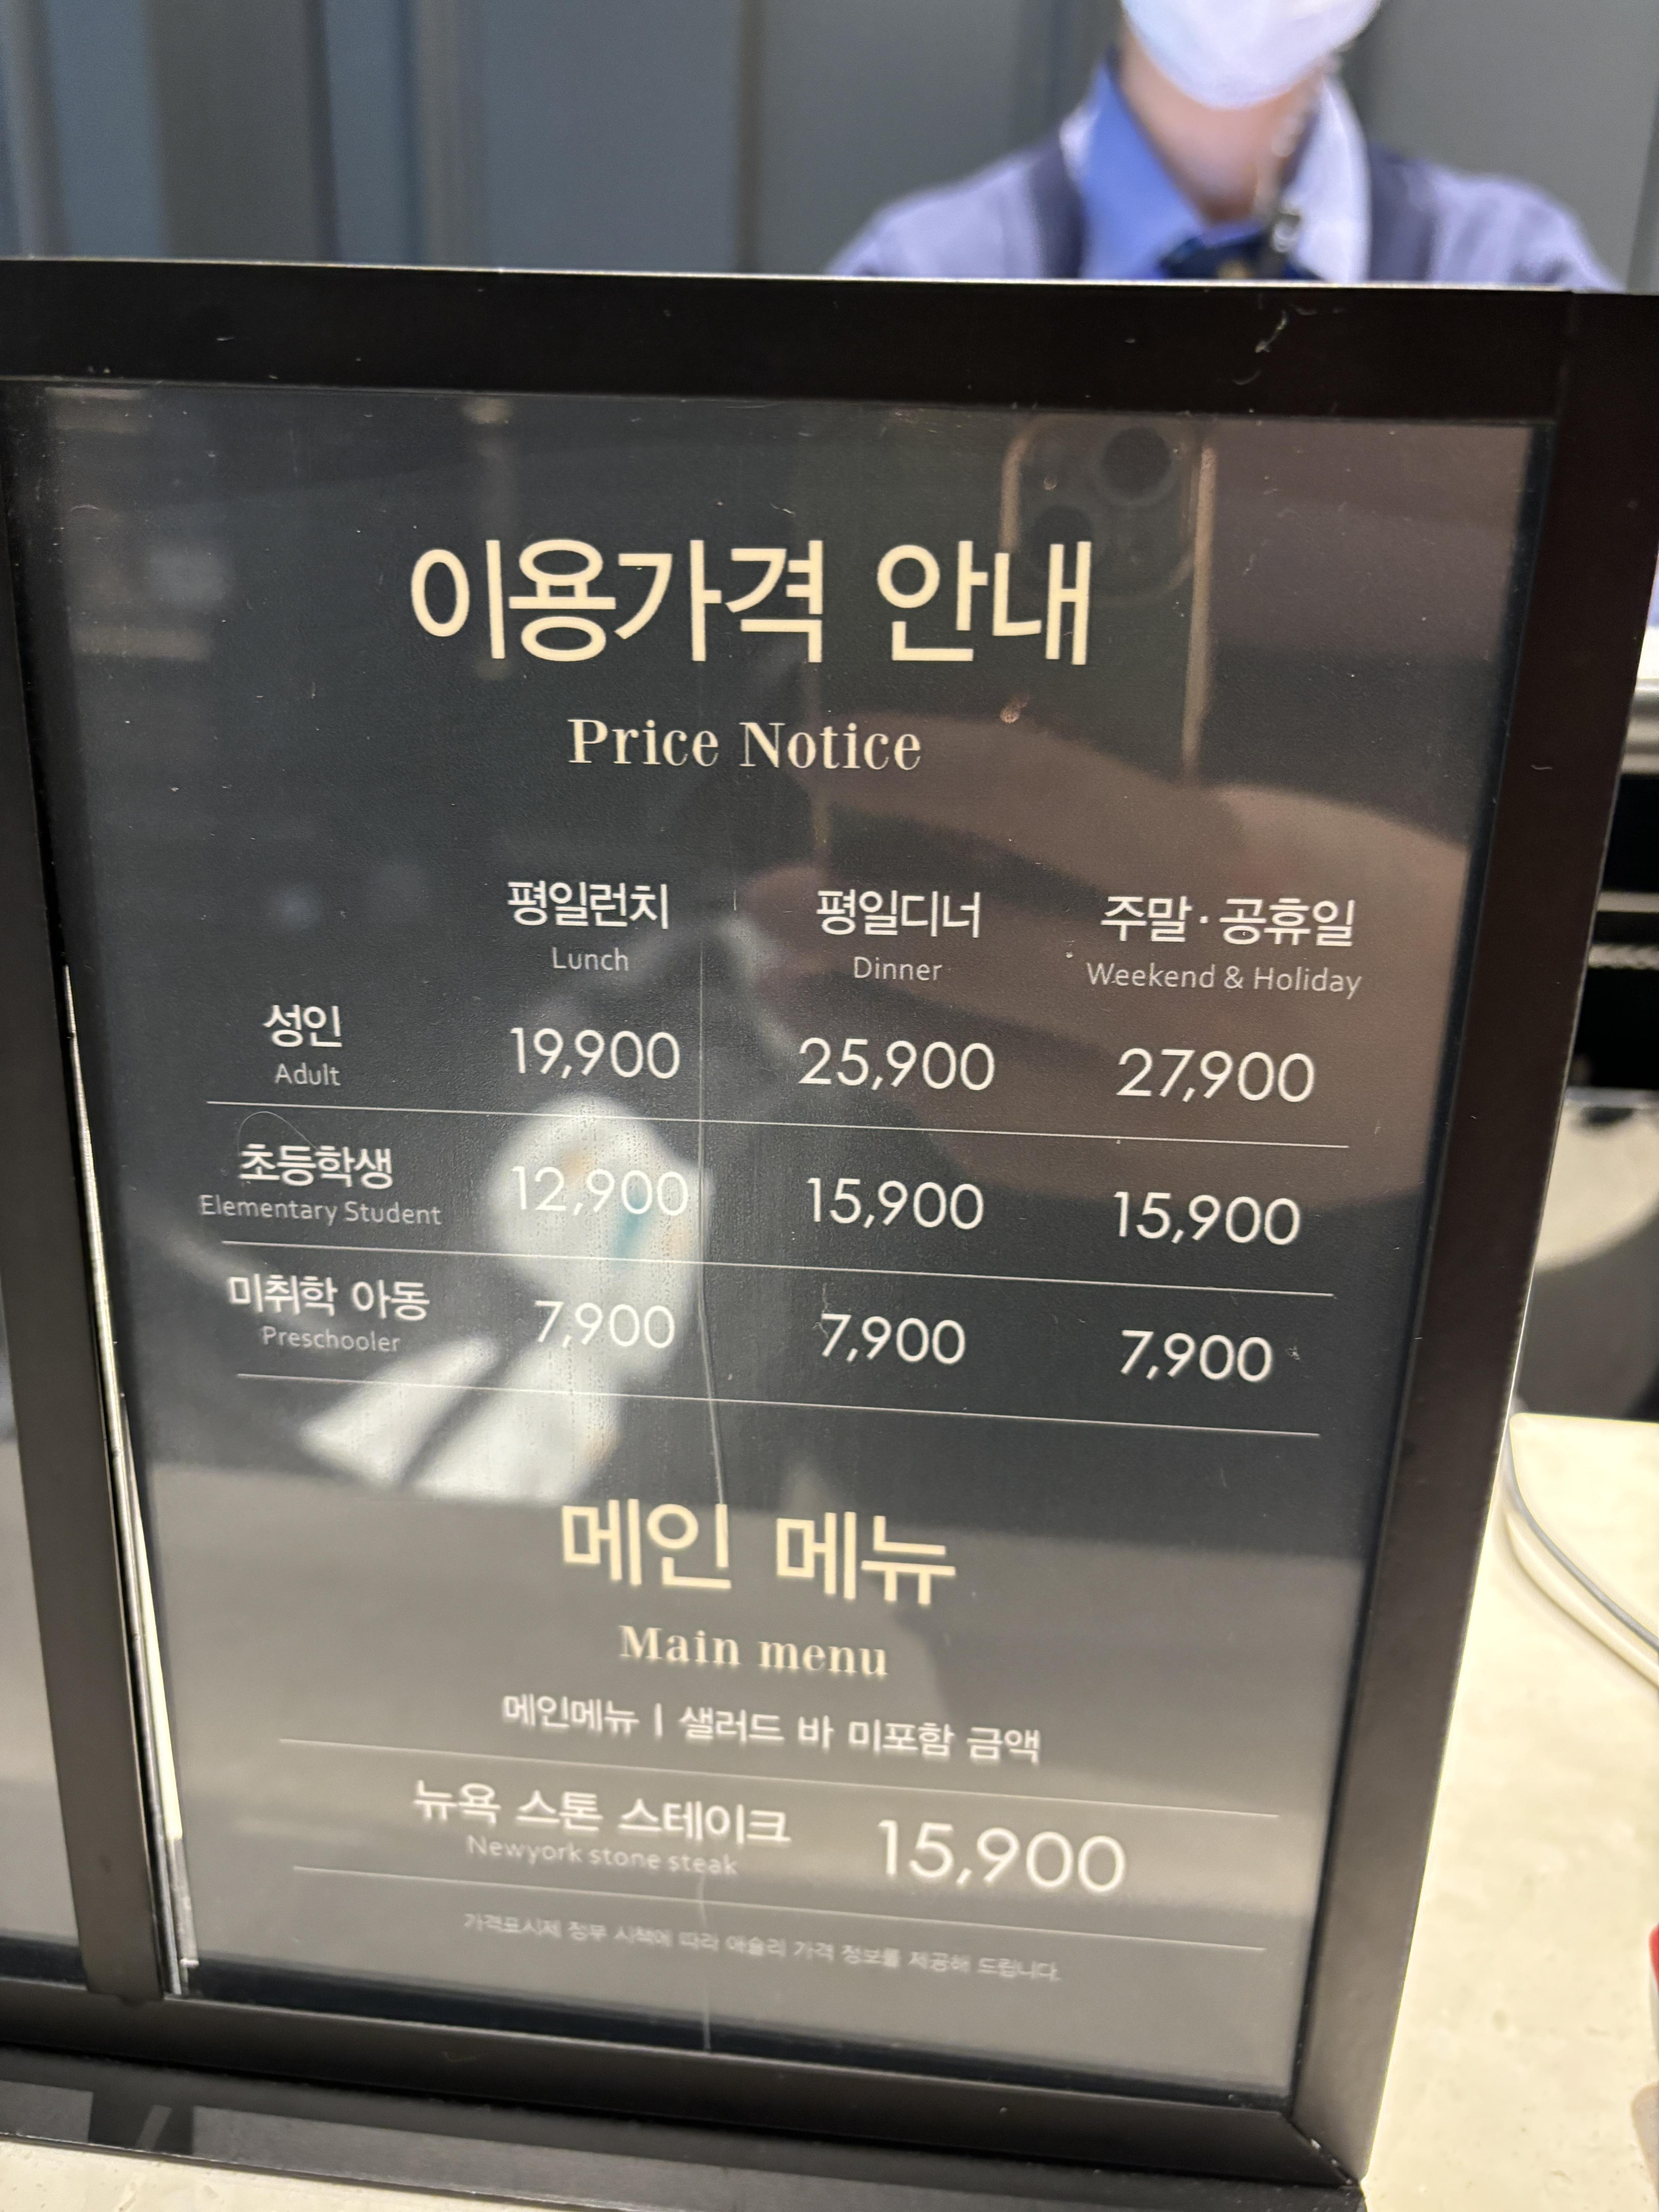 이용가격 안내
Price Notice
평일런치 평일디너 주말·공휴일
Lunch Dinner Weekend & Holiday
성인 19,900 25,900 27,900
Adult
초등학생 12,900 15,900 15,900
Elementary Student
미취학 아동 7,900 7,900 7,900
Preschooler
메인 메뉴
Main menu
메인메뉴 | 샐러드 바 미포함 금액
뉴욕 스톤 스테이크 15,900
Newyork stone steak
가격표시제 정부 시책에 따라 애슐리 가격 정보를 제공해 드립니다.